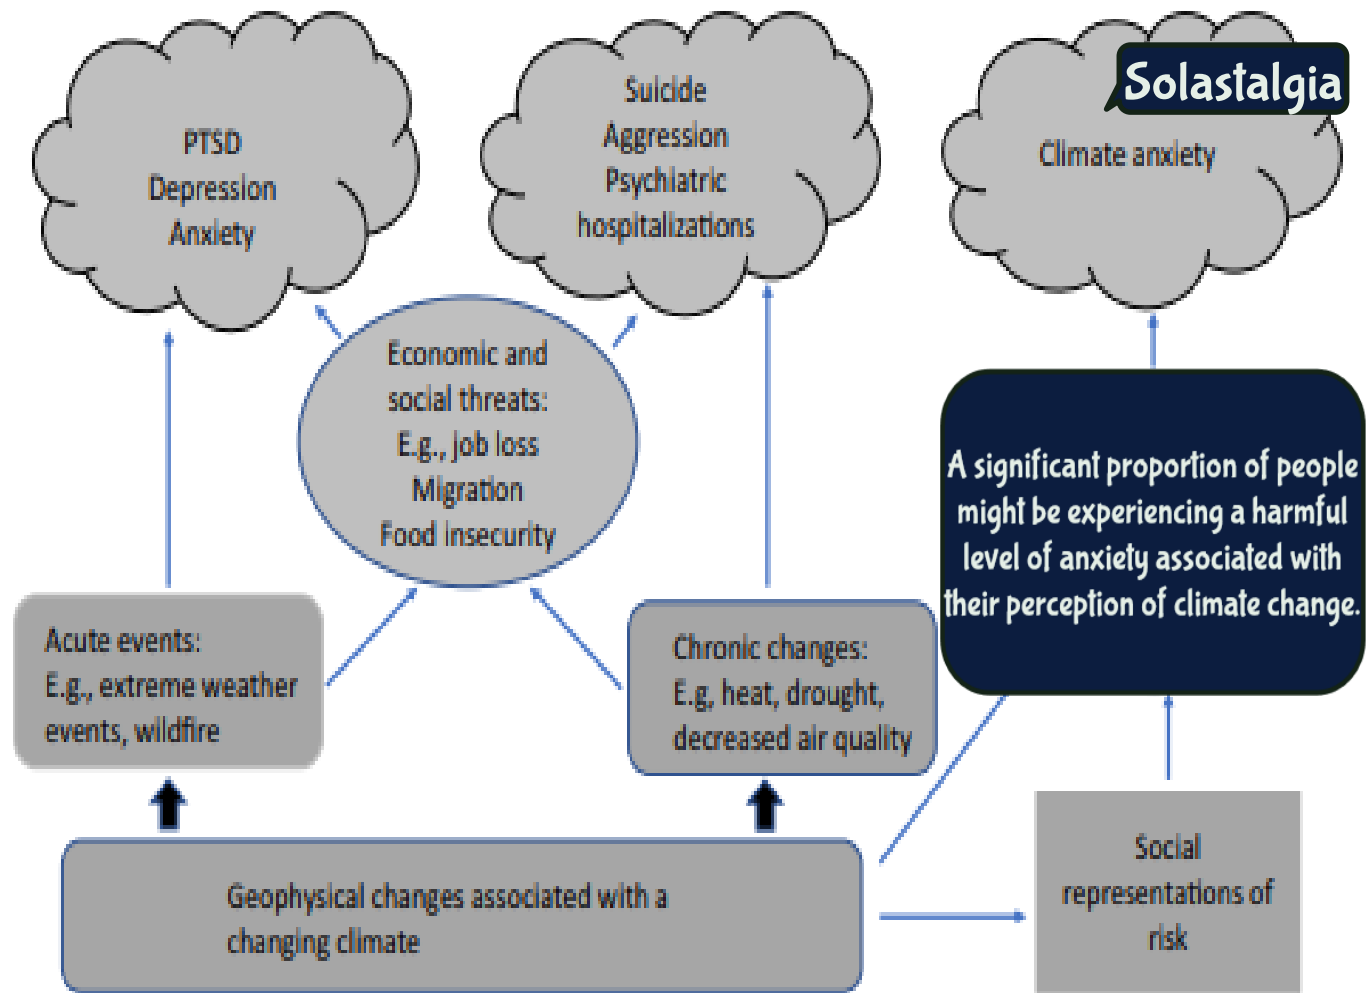 Solastalgia
PTSD
Depression
Anxiety
Suicide
Aggression
Psychiatric
hospitalizations
Climate anxiety
Economic and
social threats:
E.g., job loss
Migration
Food insecurity
A significant proportion of people
might be experiencing a harmful
level of anxiety associated with
their perception of climate change.
Acute events:
E.g., extreme weather
events, wildfire
Chronic changes:
E.g, heat, drought,
decreased air quality
Geophysical changes associated with a
changing climate
Social
representations of
risk